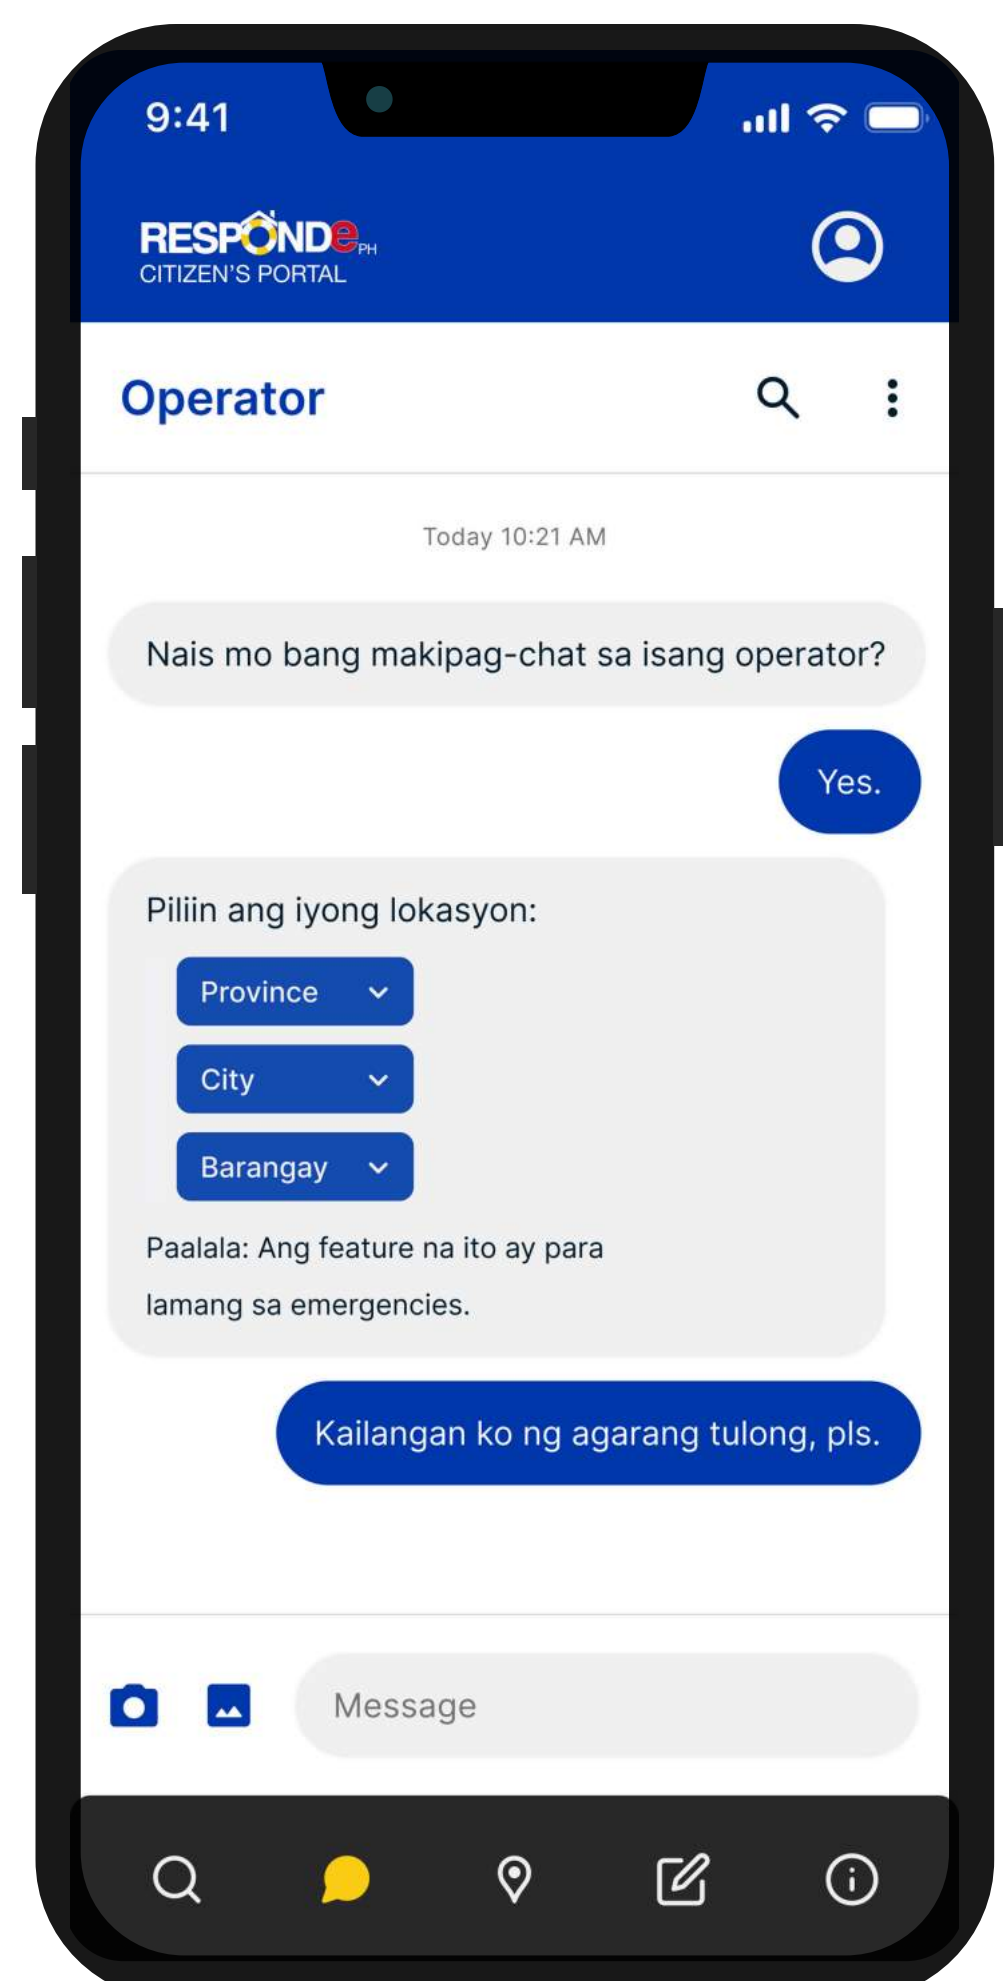 9:41
RESPONDe PH
CITIZEN'S PORTAL
Operator
Today 10:21 AM
Nais mo bang makipag-chat sa isang operator?
Yes.
Piliin ang iyong lokasyon:
Province
City
Barangay
Paalala: Ang feature na ito ay para
lamang sa emergencies.
Kailangan ko ng agarang tulong, pls.
Message